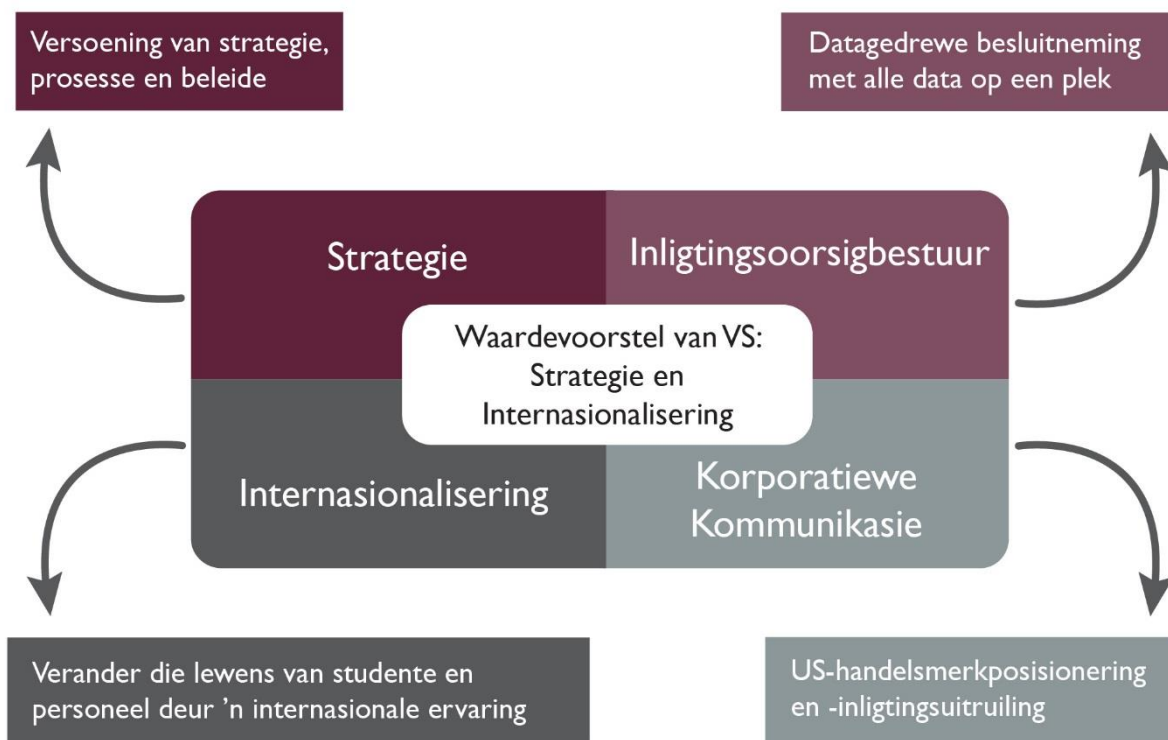 Versoening van strategie,
prosesse en beleide
Datagedrewe besluitneming
met alle data op een plek
Strategie
Inligtingsoorsigbestuur
Waardevoorstel van VS:
Strategie en
Internasionalisering
Internasionalisering
Korporatiewe
Kommunikasie
Verander die lewens van studente en
personeel deur ’n internasionale ervaring
US-handelsmerkposisionering
en -inligtingsuitruiling